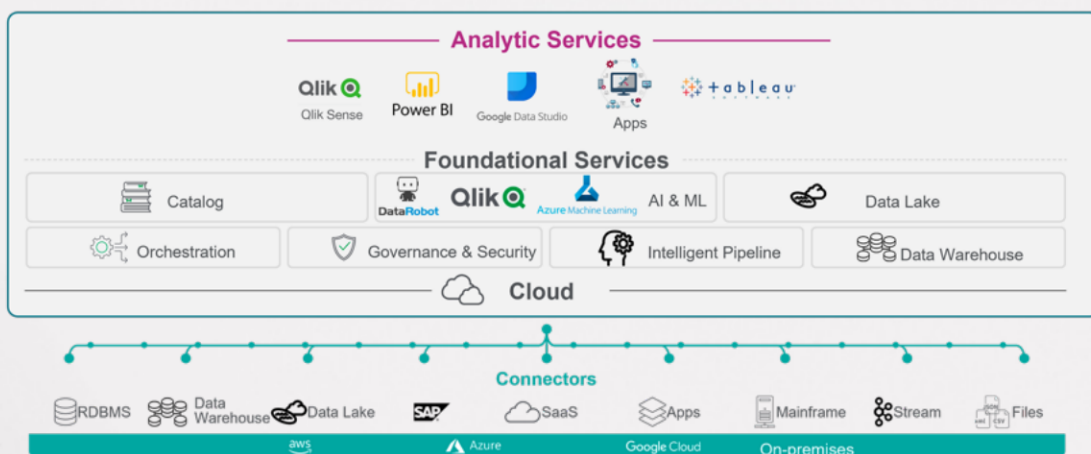 Analytic Services
Qlik
Qlik Sense
Power BI
Google Data Studio
Apps
+ a b l e a u
SOFTWARE
Foundational Services
Catalog
DataRobot
Qlik
Azure Machine Learning
AI & ML
Data Lake
Orchestration
Governance & Security
Intelligent Pipeline
Data Warehouse
Cloud
Connectors
RDBMS
Data
Warehouse
Data Lake
SAP
SaaS
Apps
Mainframe
Stream
Files
aws
Azure
Google Cloud
On-premises